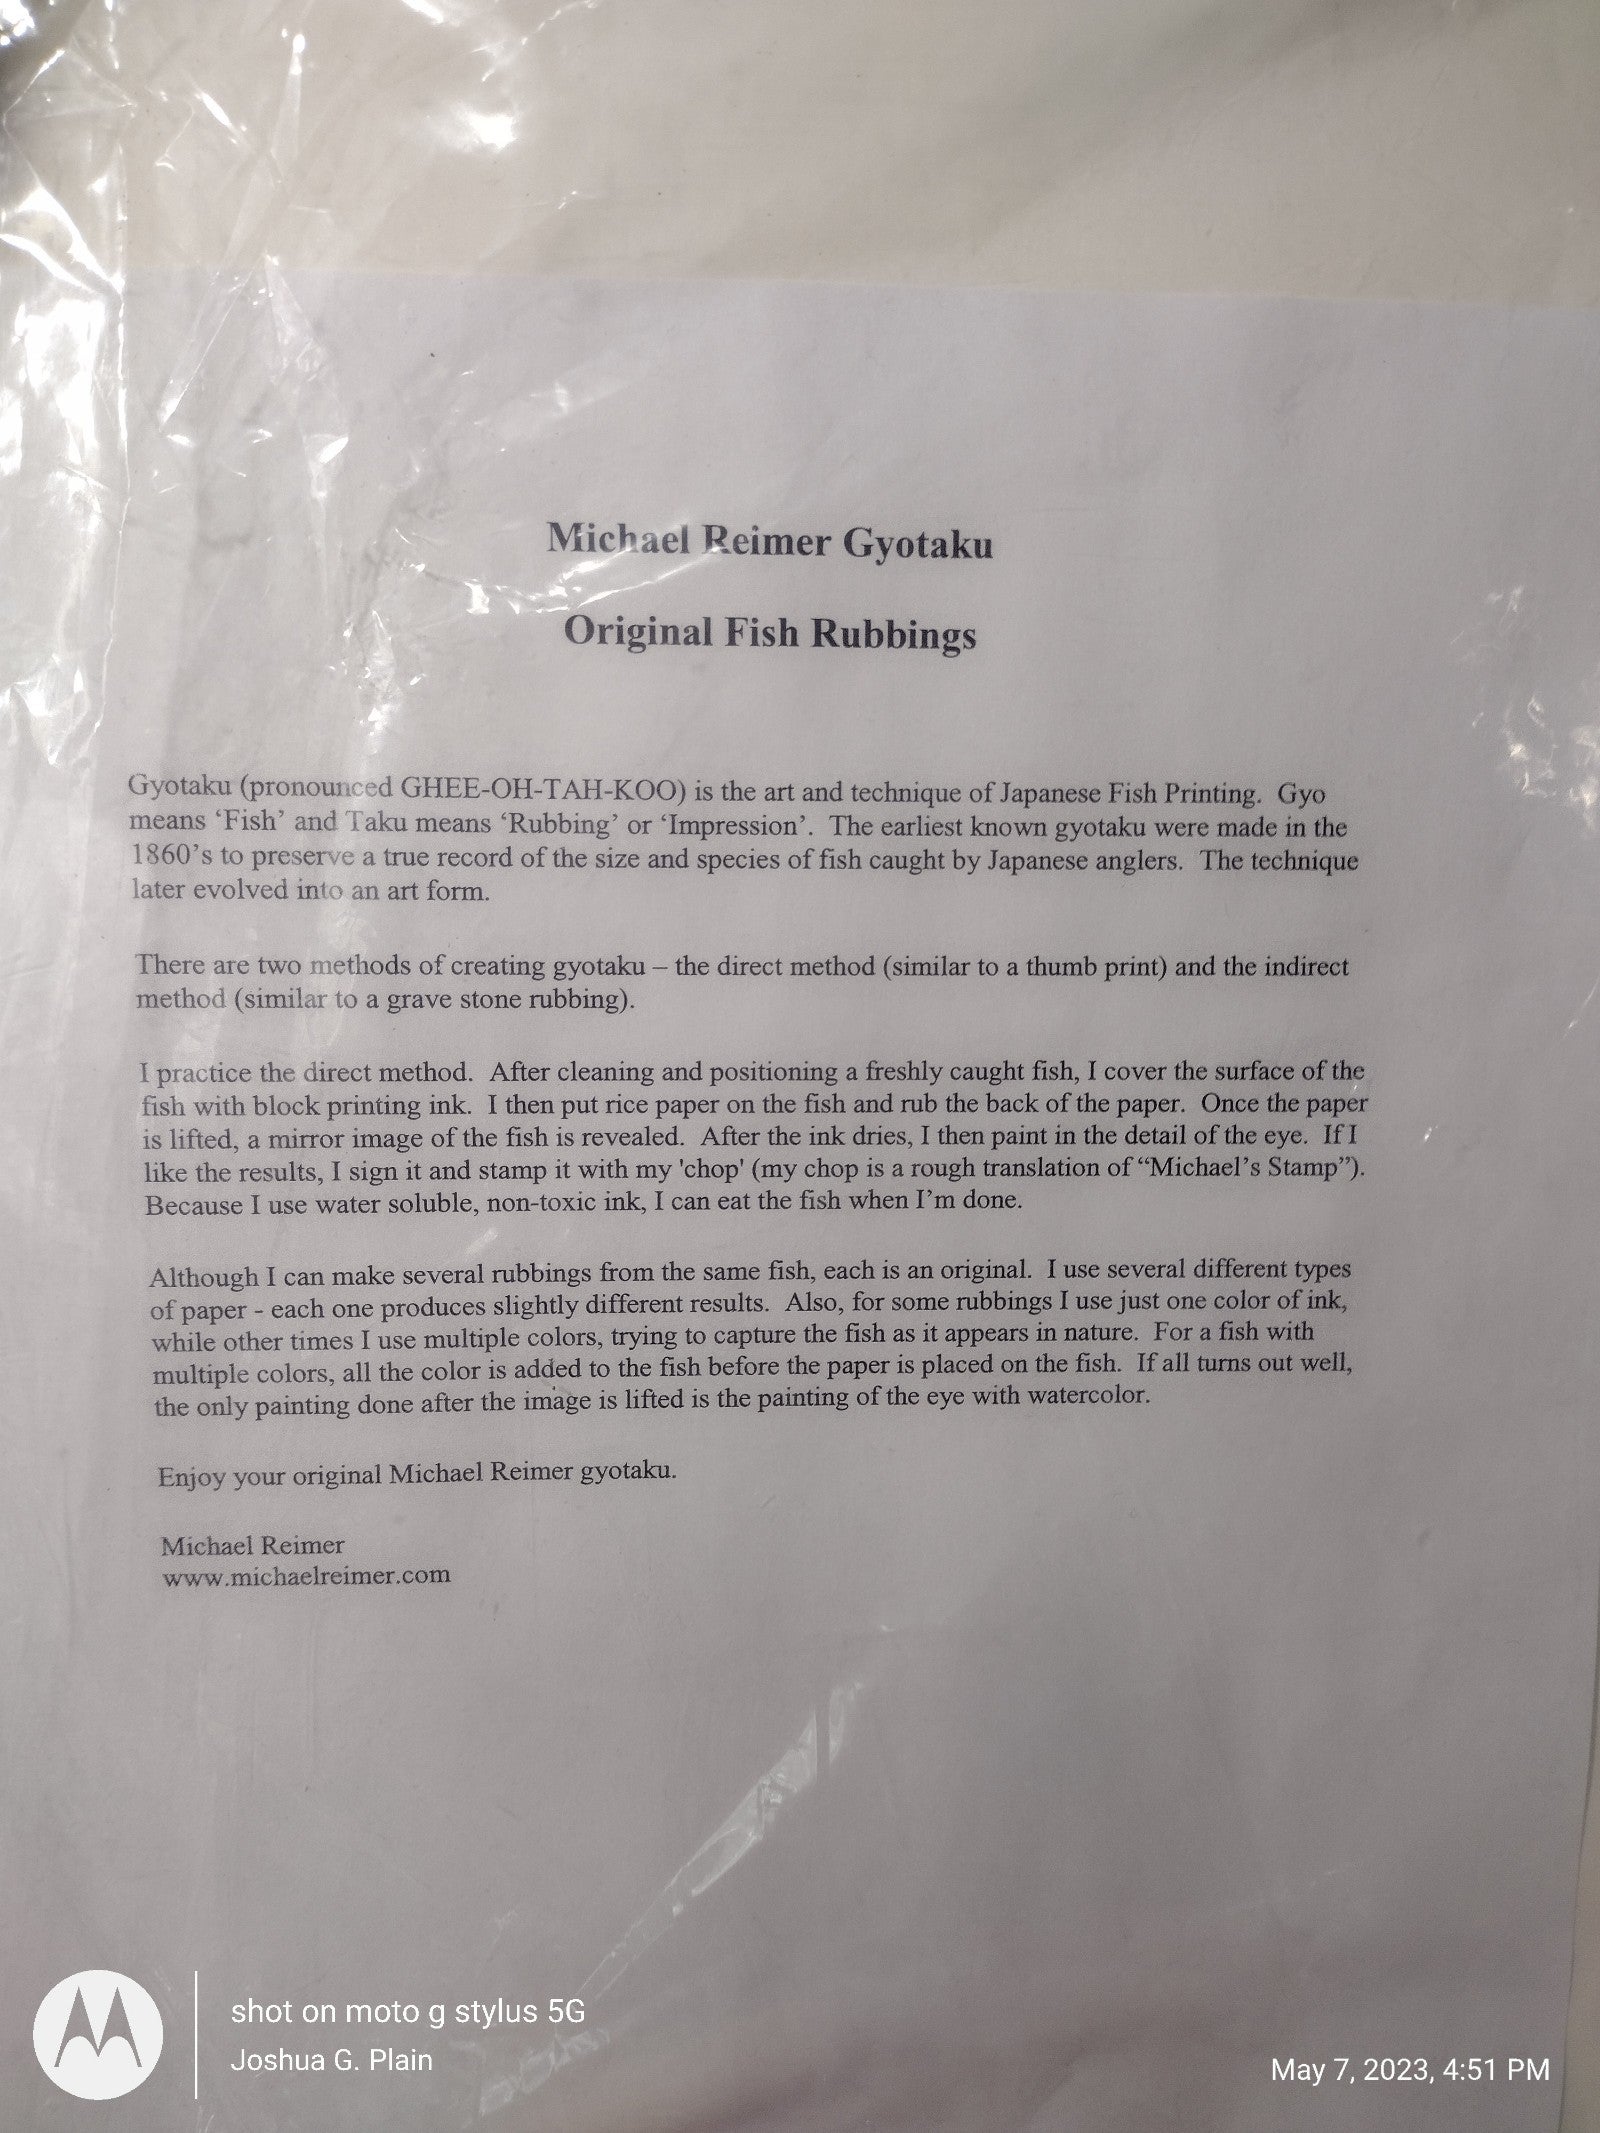 Michael Reimer Gyotaku
Original Fish Rubbings
Gyotaku (pronounced GHEE-OH-TAH-KOO) is the art and technique of Japanese Fish Printing.  Gyo
means ‘Fish’ and Taku means ‘Rubbing’ or ‘Impression’.  The earliest known gyotaku were made in the
1860’s to preserve a true record of the size and species of fish caught by Japanese anglers.  The technique
later evolved into an art form.
There are two methods of creating gyotaku – the direct method (similar to a thumb print) and the indirect
method (similar to a grave stone rubbing).
I practice the direct method.  After cleaning and positioning a freshly caught fish, I cover the surface of the
fish with block printing ink.  I then put rice paper on the fish and rub the back of the paper.  Once the paper
is lifted, a mirror image of the fish is revealed.  After the ink dries, I then paint in the detail of the eye.  If I
like the results, I sign it and stamp it with my 'chop' (my chop is a rough translation of “Michael’s Stamp”).
Because I use water soluble, non-toxic ink, I can eat the fish when I’m done.
Although I can make several rubbings from the same fish, each is an original.  I use several different types
of paper - each one produces slightly different results.  Also, for some rubbings I use just one color of ink,
while other times I use multiple colors, trying to capture the fish as it appears in nature.  For a fish with
multiple colors, all the color is added to the fish before the paper is placed on the fish.  If all turns out well,
the only painting done after the image is lifted is the painting of the eye with watercolor.
Enjoy your original Michael Reimer gyotaku.
Michael Reimer
www.michaelreimer.com
shot on moto g stylus 5G
Joshua G. Plain
May 7, 2023, 4:51 PM